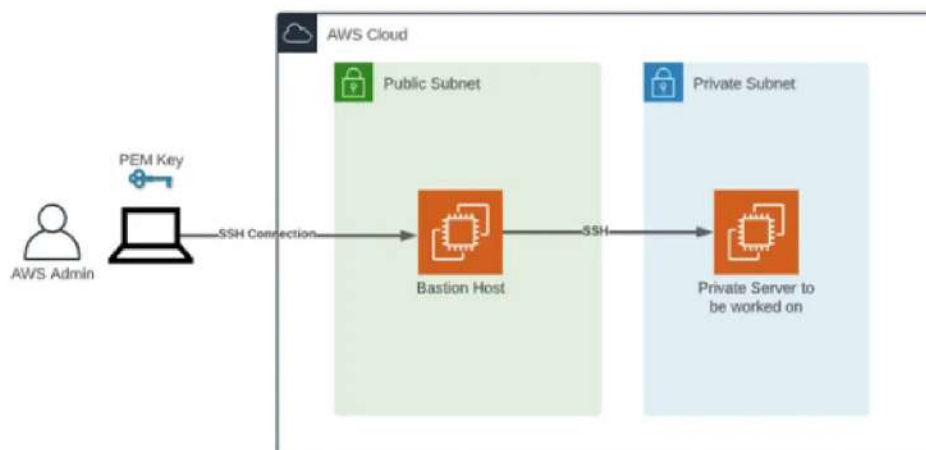 AWS Cloud
Public Subnet
Private Subnet
PEM Key
SSH Connection
SSH
AWS Admin
Bastion Host
Private Server to
be worked on